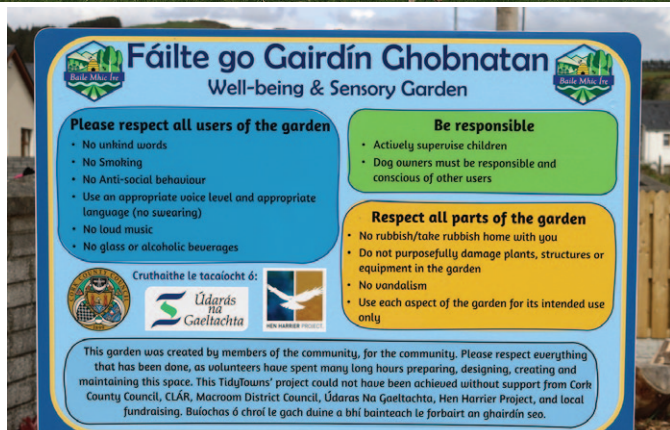 Fáilte go Gairdín Ghobnatan
Baile Mhic Íre
Baile Mhic Íre
Well-being & Sensory Garden
Please respect all users of the garden
• No unkind words
• No Smoking
• No Anti-social behaviour
• Use an appropriate voice level and appropriate
language (no swearing)
• No loud music
• No glass or alcoholic beverages
Be responsible
• Actively supervise children
• Dog owners must be responsible and
conscious of other users
Respect all parts of the garden
• No rubbish/take rubbish home with you
• Do not purposefully damage plants, structures or
equipment in the garden
• No vandalism
• Use each aspect of the garden for its intended use
only
Cruthaithe le tacaíocht ó:
CORK COUNTY COUNCIL
Údarás
na
Gaeltachta
HEN HARRIER PROJECT
This garden was created by members of the community, for the community. Please respect everything
that has been done, as volunteers have spent many long hours preparing, designing, creating and
maintaining this space. This TidyTowns' project could not have been achieved without support from Cork
County Council, CLÁR, Macroom District Council, Údaras Na Gaeltachta, Hen Harrier Project, and local
fundraising. Buíochas ó chroí le gach duine a bhí bainteach le forbairt an ghairdín seo.